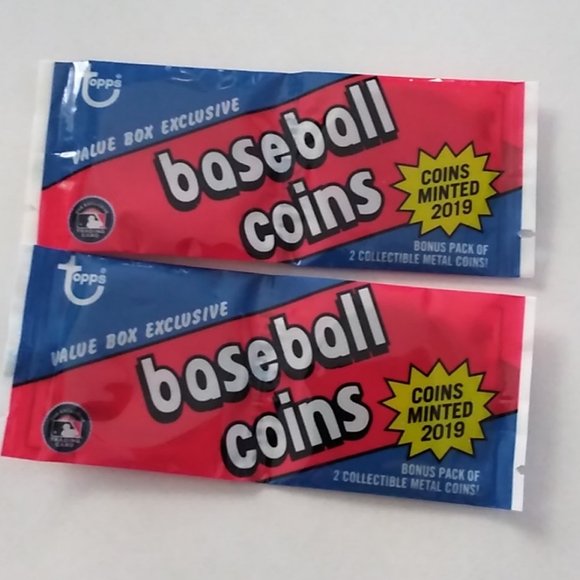 topps
VALUE BOX EXCLUSIVE
baseball
coins
COINS
MINTED
2019
BONUS PACK OF
2 COLLECTIBLE METAL COINS!
topps
VALUE BOX EXCLUSIVE
baseball
coins
COINS
MINTED
2019
BONUS PACK OF
2 COLLECTIBLE METAL COINS!